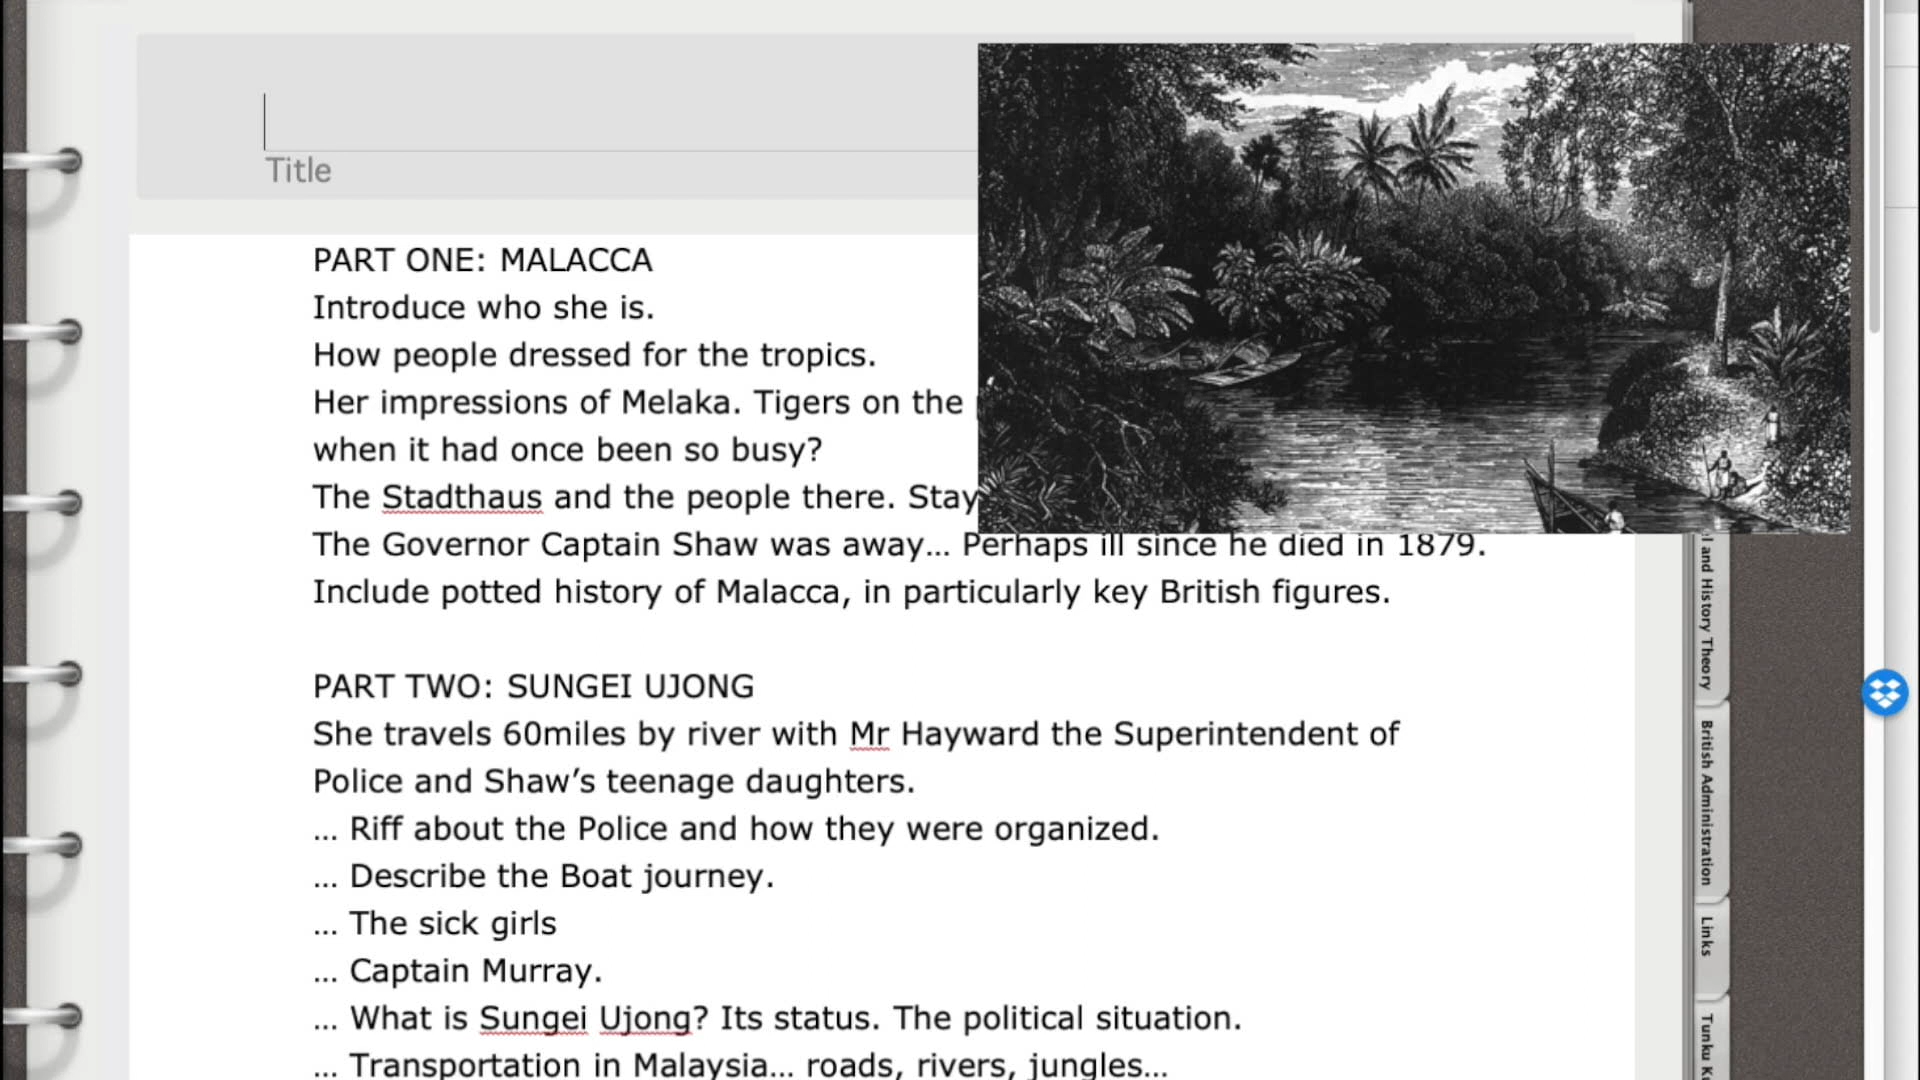 Title
PART ONE: MALACCA
Introduce who she is.
How people dressed for the tropics.
Her impressions of Melaka. Tigers on the
when it had once been so busy?
The Stadthaus and the people there. Stay
The Governor Captain Shaw was away... Perhaps ill since he died in 1879.
Include potted history of Malacca, in particularly key British figures.
PART TWO: SUNGEI UJONG
She travels 60miles by river with Mr Hayward the Superintendent of
Police and Shaw’s teenage daughters.
... Riff about the Police and how they were organized.
... Describe the Boat journey.
... The sick girls
... Captain Murray.
... What is Sungei Ujong? Its status. The political situation.
... Transportation in Malaysia... roads, rivers, jungles...
and History Theory
British Administration
Links
Tunku